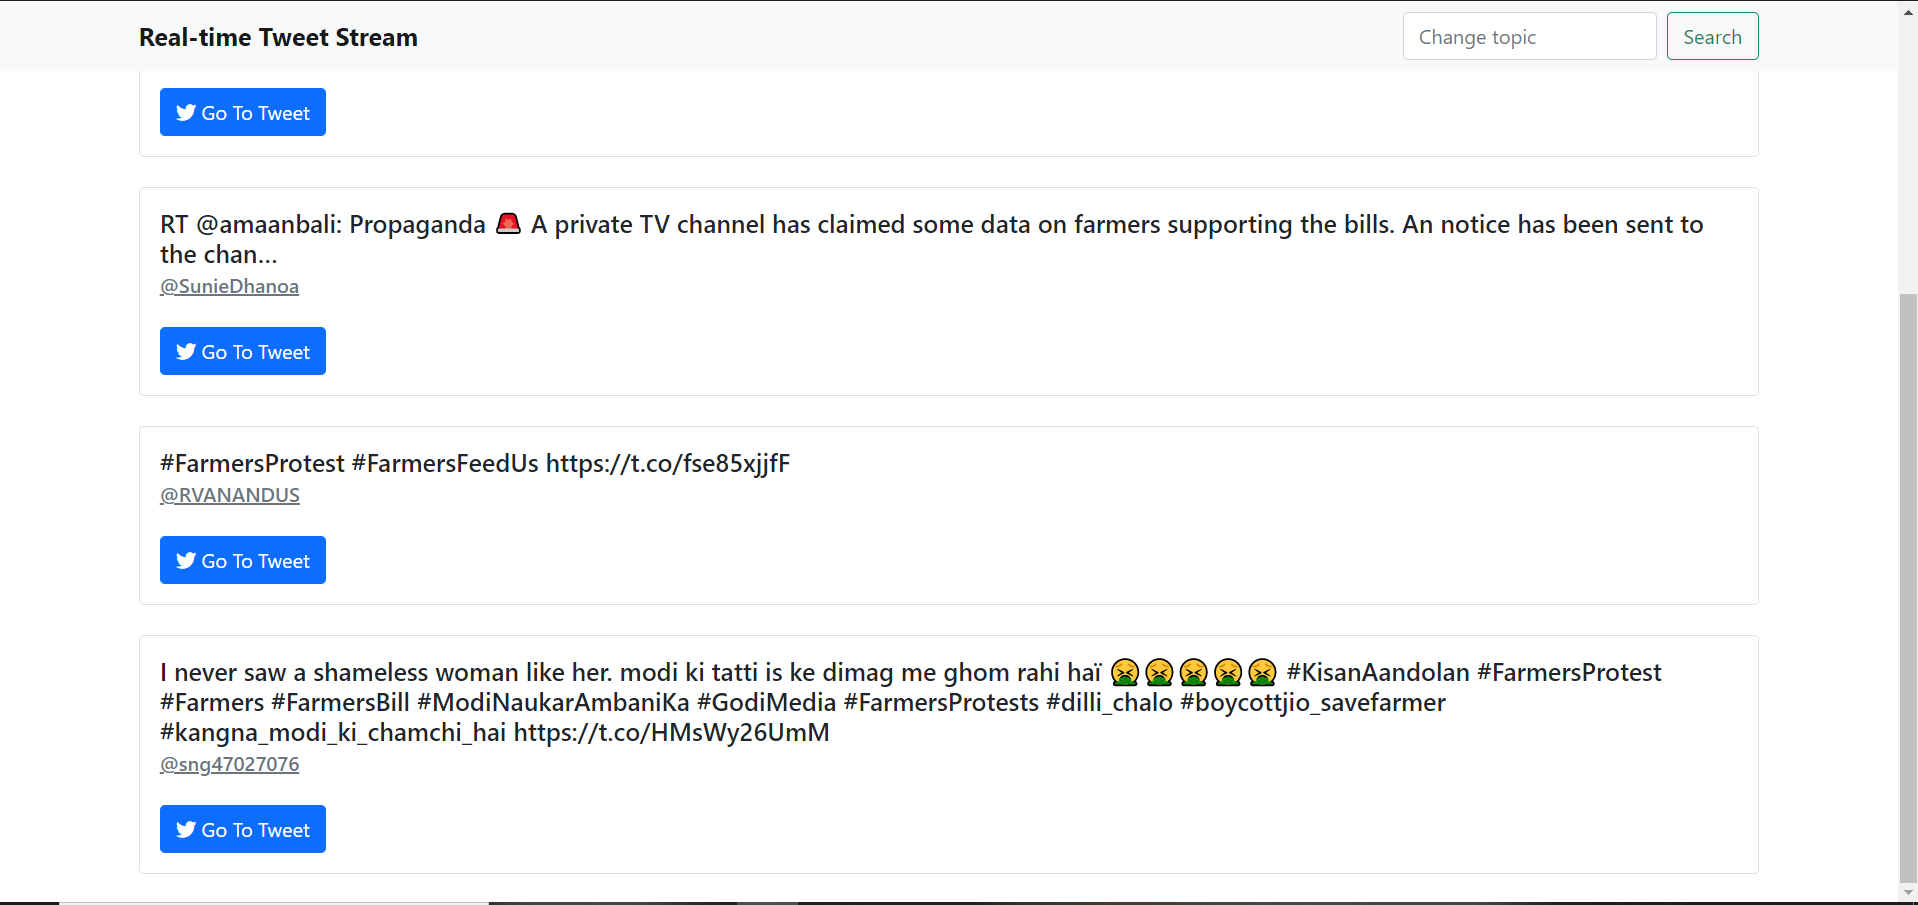 Real-time Tweet Stream
Change topic
Search
Go To Tweet
RT @amaanbali: Propaganda 🚨 A private TV channel has claimed some data on farmers supporting the bills. An notice has been sent to
the chan…
@SunieDhanoa
Go To Tweet
#FarmersProtest #FarmersFeedUs https://t.co/fse85xjjfF
@RVANANDUS
Go To Tweet
I never saw a shameless woman like her. modi ki tatti is ke dimag me ghom rahi haï 🤮🤮🤮🤮🤮 #KisanAandolan #FarmersProtest
#Farmers #FarmersBill #ModiNaukarAmbaniKa #GodiMedia #FarmersProtests #dilli_chalo #boycottjio_savefarmer
#kangna_modi_ki_chamchi_hai https://t.co/HMsWy26UmM
@sng47027076
Go To Tweet